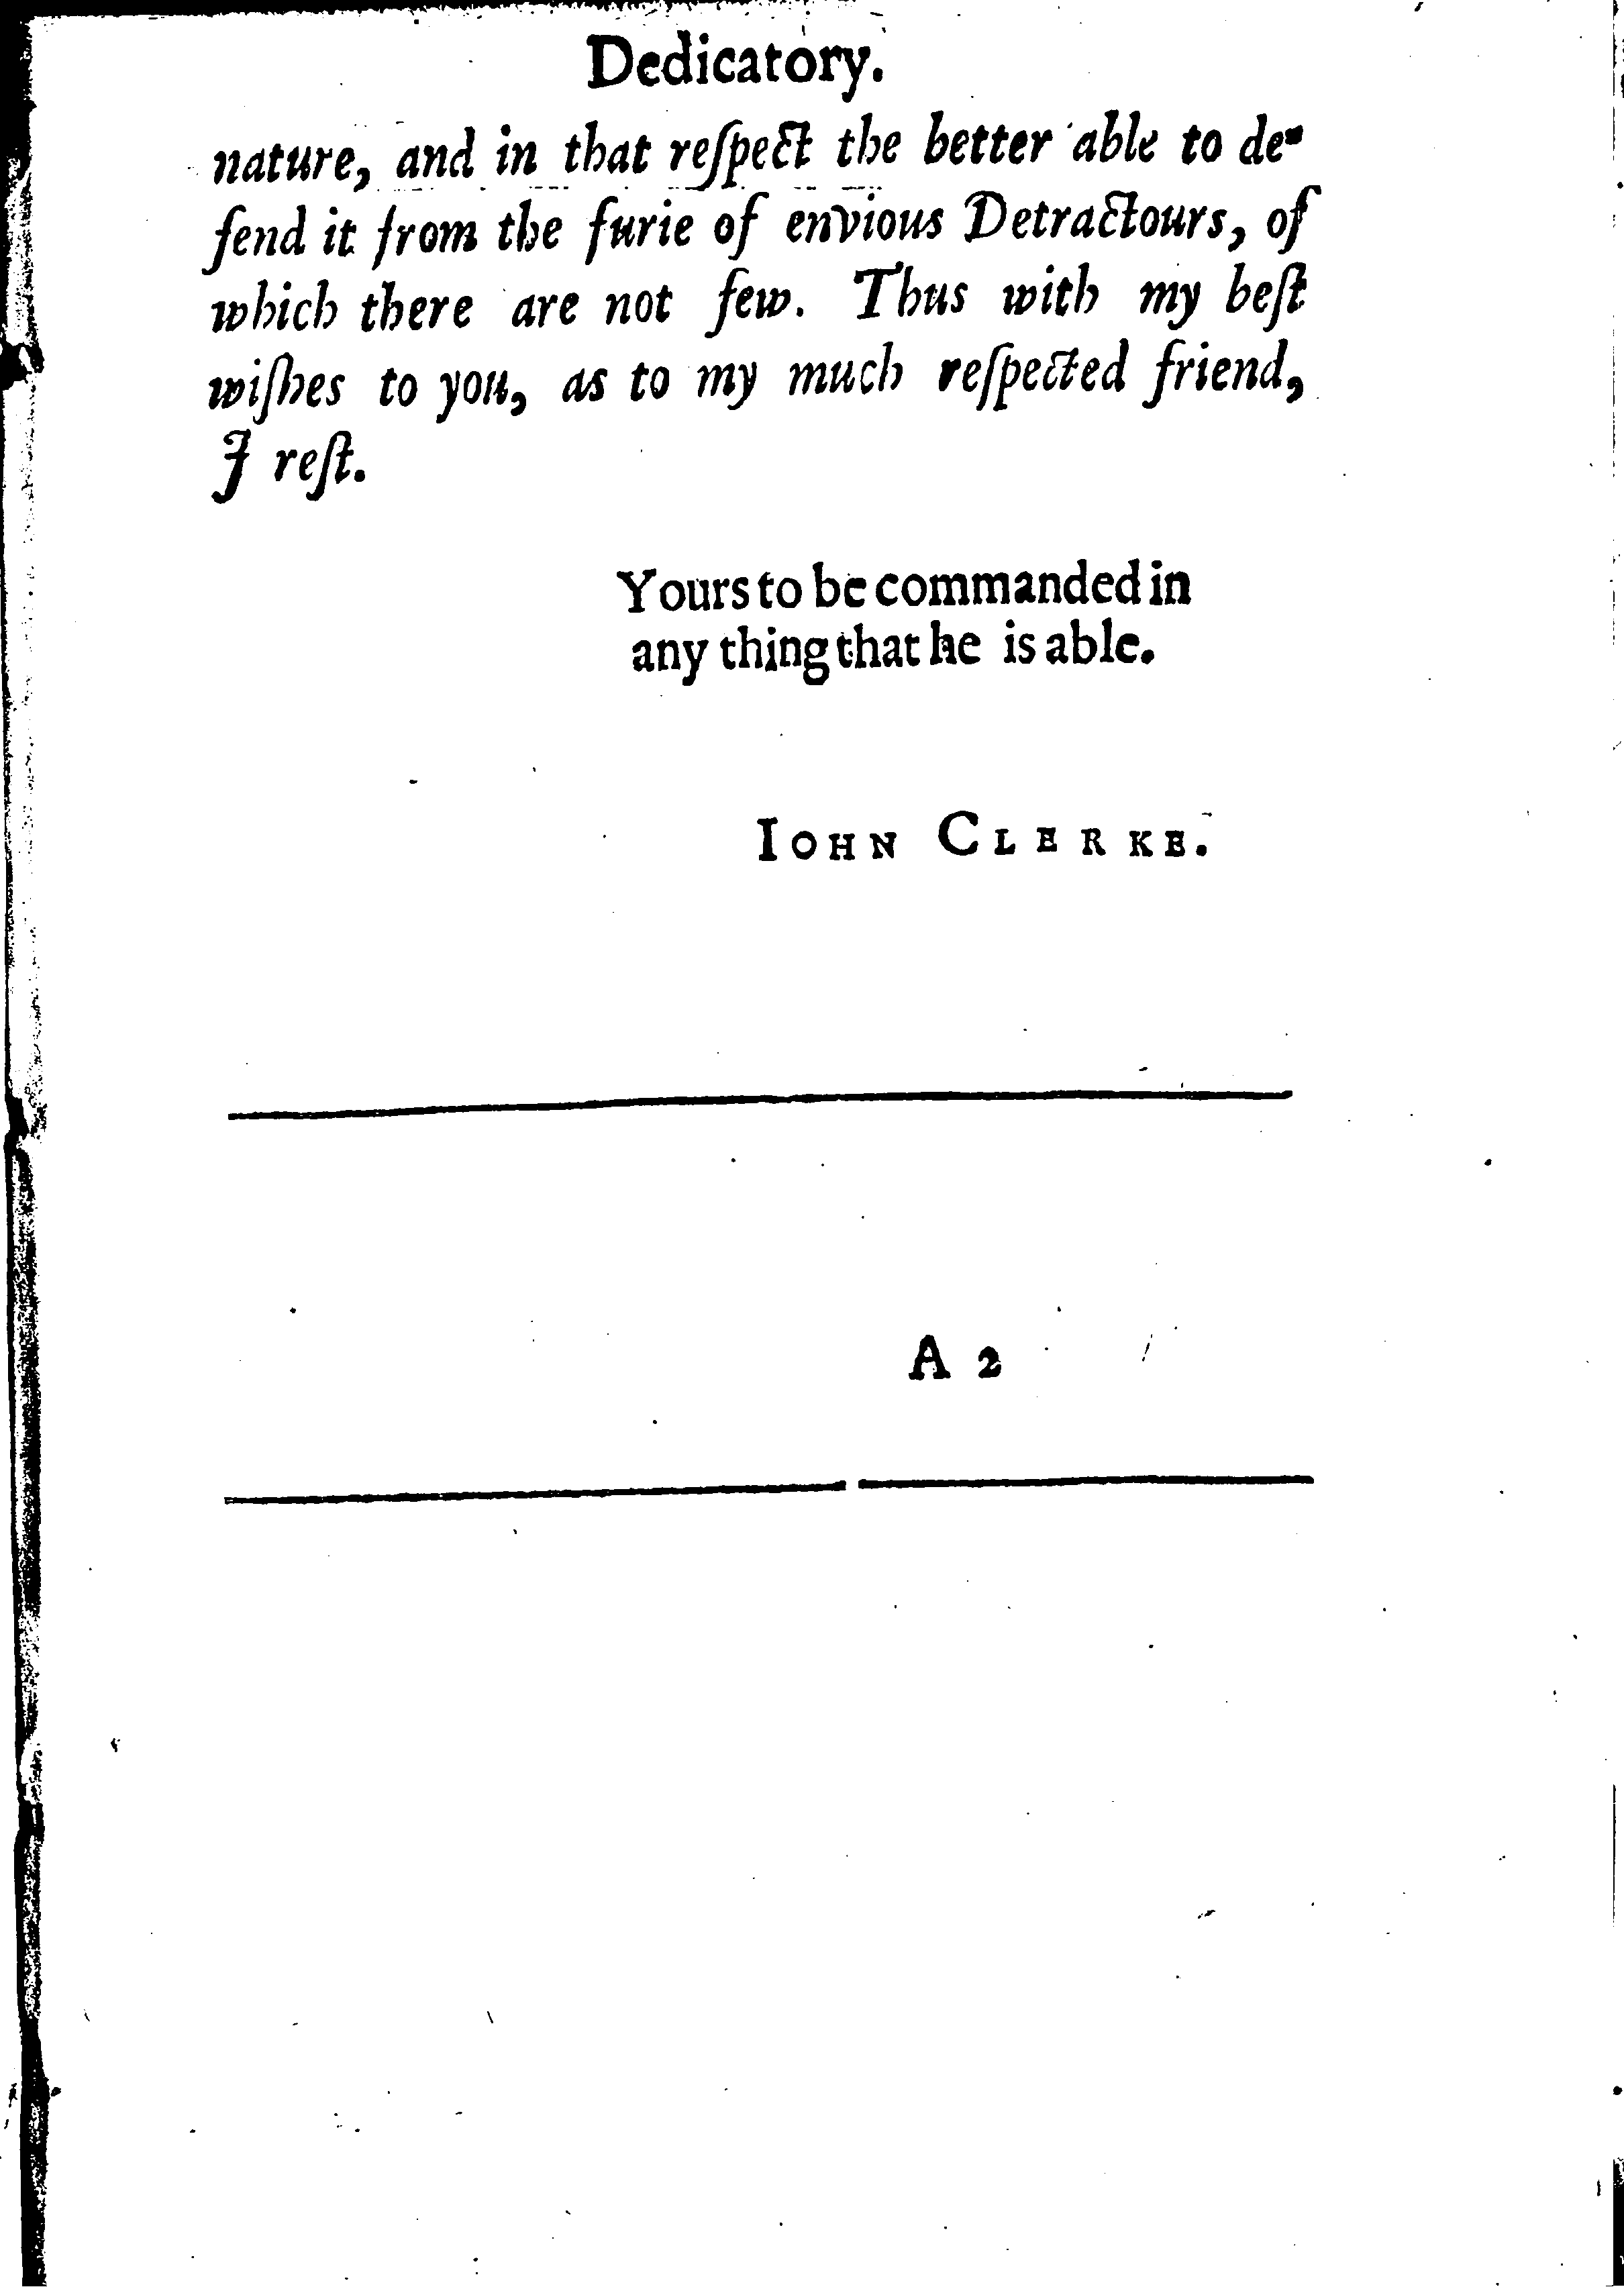 Dedicatory.
nature, and in that reſpect the better able to de-
fend it from the furie of envious Detractours, of
which there are not few. Thus with my beſt
wiſhes to you, as to my much reſpected friend,
I reſt.
Yours to be commanded in
any thing that he is able.
IOHN CLERKE.
A 2